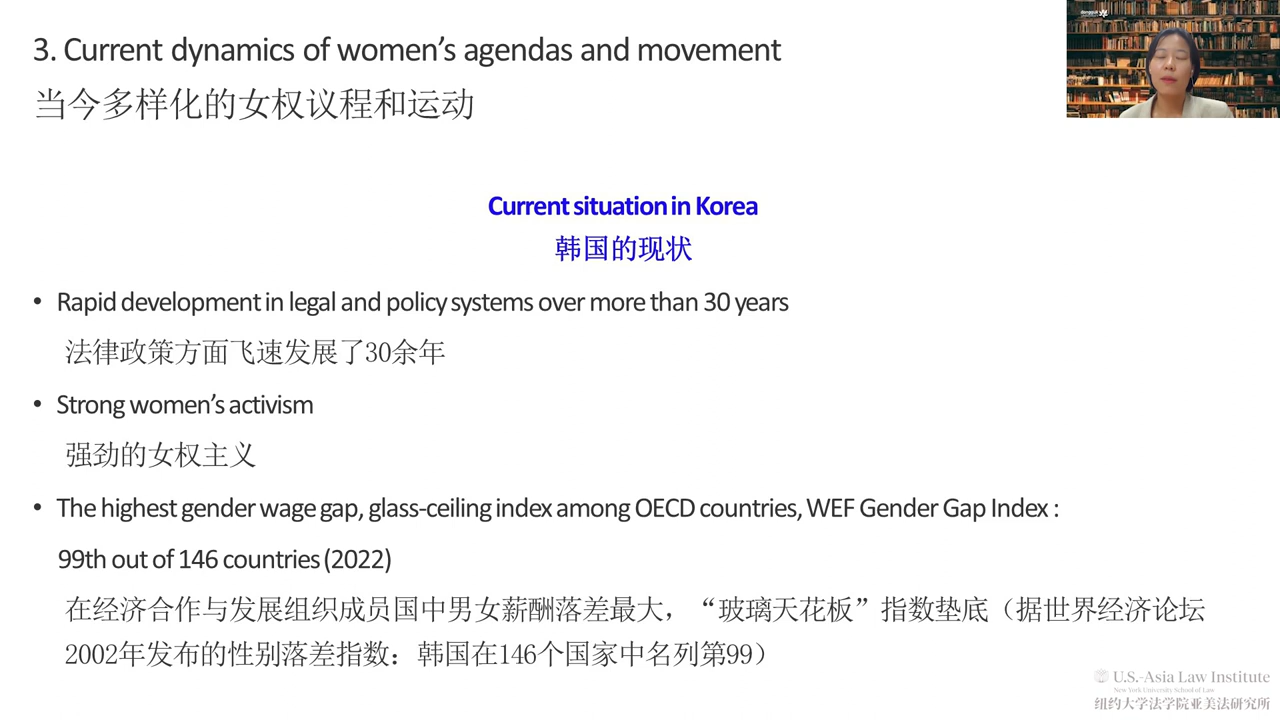 3. Current dynamics of women's agendas and movement
当今多样化的女权议程和运动
dongguk
Current situation in Korea
韩国的现状
• Rapid development in legal and policy systems over more than 30 years
法律政策方面飞速发展了30余年
• Strong women's activism
强劲的女权主义
• The highest gender wage gap, glass-ceiling index among OECD countries, WEF Gender Gap Index :
99th out of 146 countries (2022)
在经济合作与发展组织成员国中男女薪酬落差最大，“玻璃天花板”指数垫底（据世界经济论坛
2002年发布的性别落差指数：韩国在146个国家中名列第99）
U.S.-Asia Law Institute
New York University School of Law
纽约大学法学院亚美法研究所